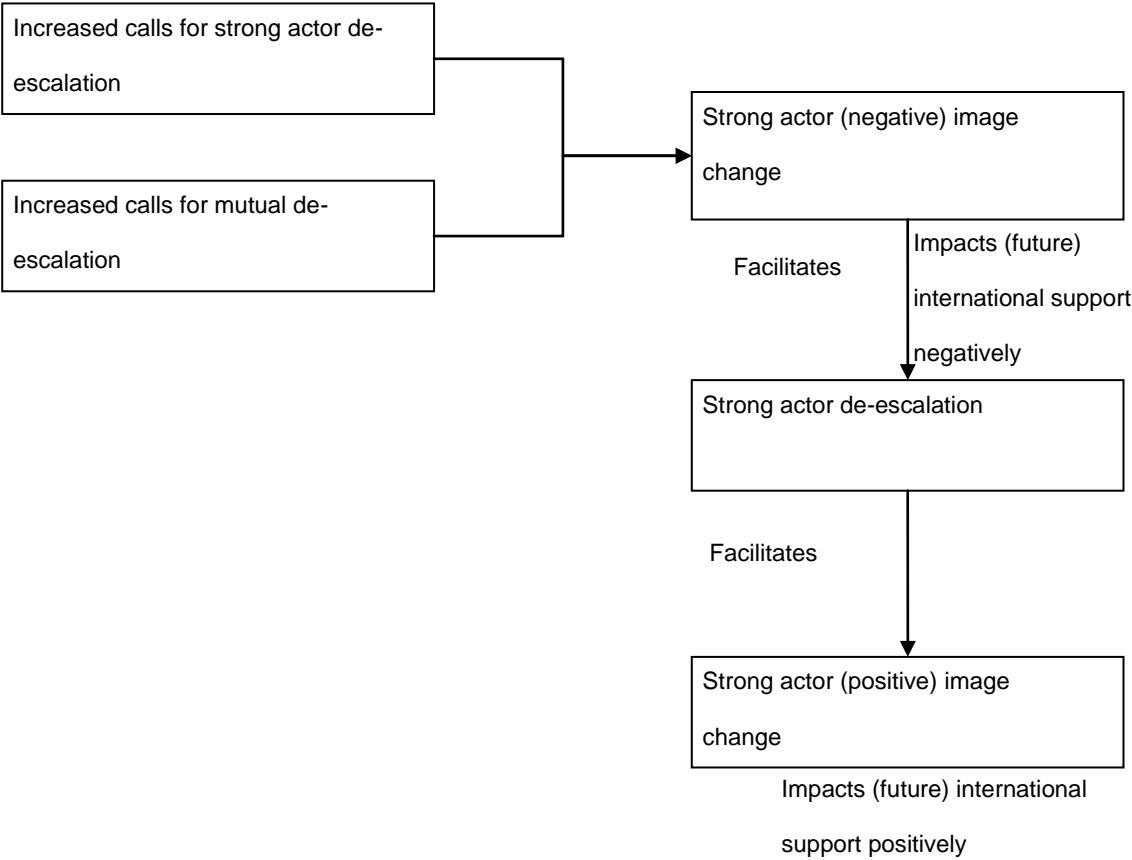 Increased calls for strong actor de-
escalation
Increased calls for mutual de-
escalation
Strong actor (negative) image
change
Facilitates
Impacts (future)
international support
negatively
Strong actor de-escalation
Facilitates
Strong actor (positive) image
change
Impacts (future) international
support positively